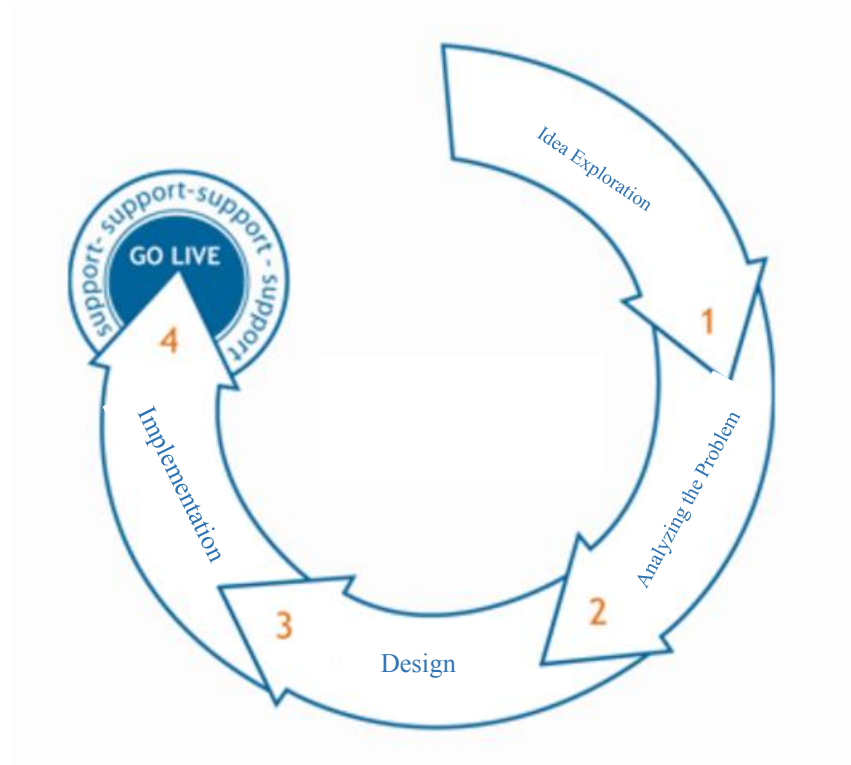 Idea Exploration
1
Analyzing the Problem
2
Design
3
Implementation
4
GO LIVE
support- support-support - support